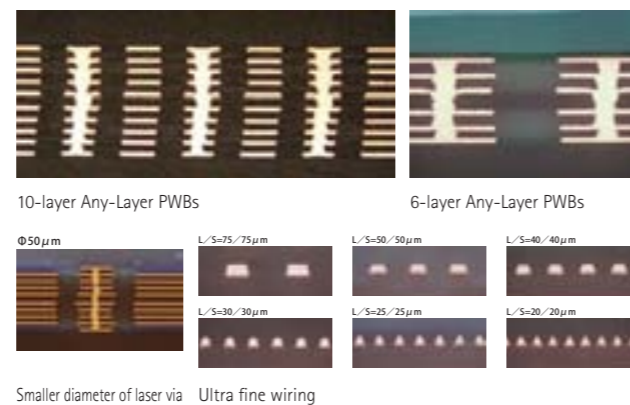 10-layer Any-Layer PWBs
6-layer Any-Layer PWBs
Φ50μm
L／S=75／75μm
L／S=50／50μm
L／S=40／40μm
L／S=30／30μm
L／S=25／25μm
L／S=20／20μm
Smaller diameter of laser via
Ultra fine wiring